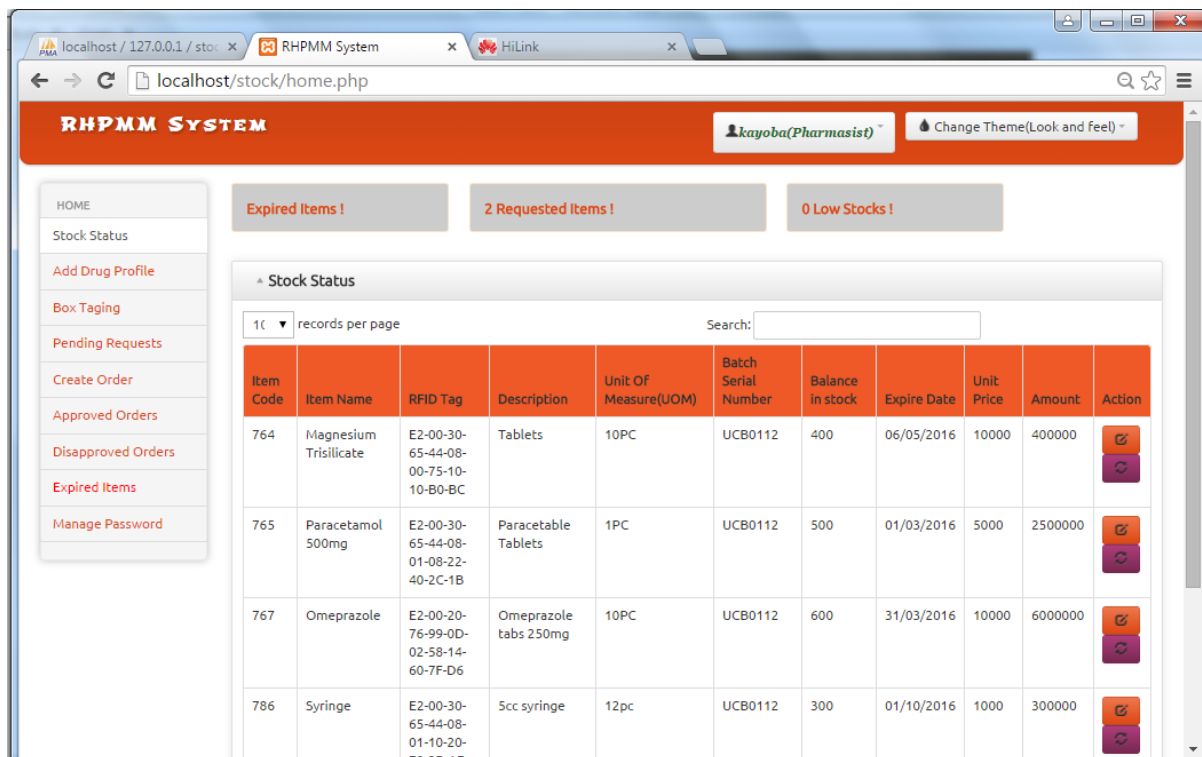 localhost / 127.0.0.1 / stoc
RHPMM System
HiLink
localhost/stock/home.php
RHPMM System
kayoba(Pharmasist)
Change Theme(Look and feel)
HOME
Stock Status
Add Drug Profile
Box Taging
Pending Requests
Create Order
Approved Orders
Disapproved Orders
Expired Items
Manage Password
Expired Items !
2 Requested Items !
0 Low Stocks !
Stock Status
records per page
Search:
Item Code
Item Name
RFID Tag
Description
Unit Of Measure(UOM)
Batch Serial Number
Balance in stock
Expire Date
Unit Price
Amount
Action
764
Magnesium Trisilicate
E2-00-30-
65-44-08-
00-75-10-
10-B0-BC
Tablets
10PC
UCB0112
400
06/05/2016
10000
400000
765
Paracetamol 500mg
E2-00-30-
65-44-08-
01-08-22-
40-2C-1B
Paracetable Tablets
1PC
UCB0112
500
01/03/2016
5000
2500000
767
Omeprazole
E2-00-20-
76-99-0D-
02-58-14-
60-7F-D6
Omeprazole tabs 250mg
10PC
UCB0112
600
31/03/2016
10000
6000000
786
Syringe
E2-00-30-
65-44-08-
01-10-20-
5cc syringe
12pc
UCB0112
300
01/10/2016
1000
300000